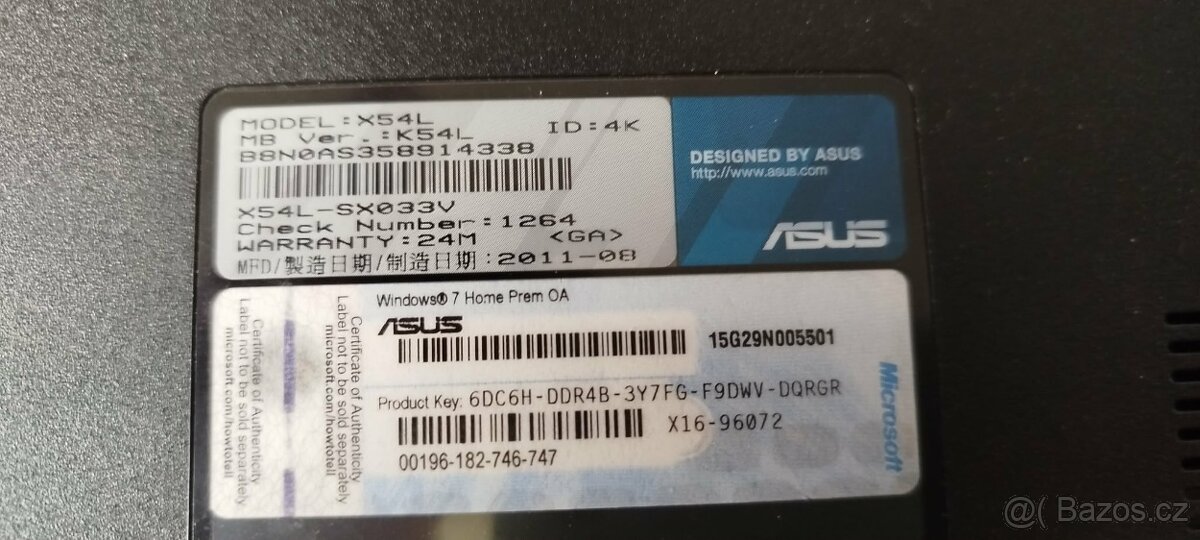 MODEL:X54L
MB Ver.:K54L ID:4K
B8N0AS358914338
X54L-SX033V
Check Number:1264
WARRANTY:24M <GA>
MFD/製造日期/制造日期:2011-08
DESIGNED BY ASUS
http://www.asus.com
ASUS
Certificate of Authenticity
Label not to be sold separately
microsoft.com/howtotell
Certificate of Authenticity
Label not to be sold separately
microsoft.com/howtotell
Windows® 7 Home Prem OA
ASUS
15G29N005501
Product Key: 6DC6H-DDR4B-3Y7FG-F9DWV-DQRGR
X16-96072
00196-182-746-747
Microsoft
@( Bazos.cz